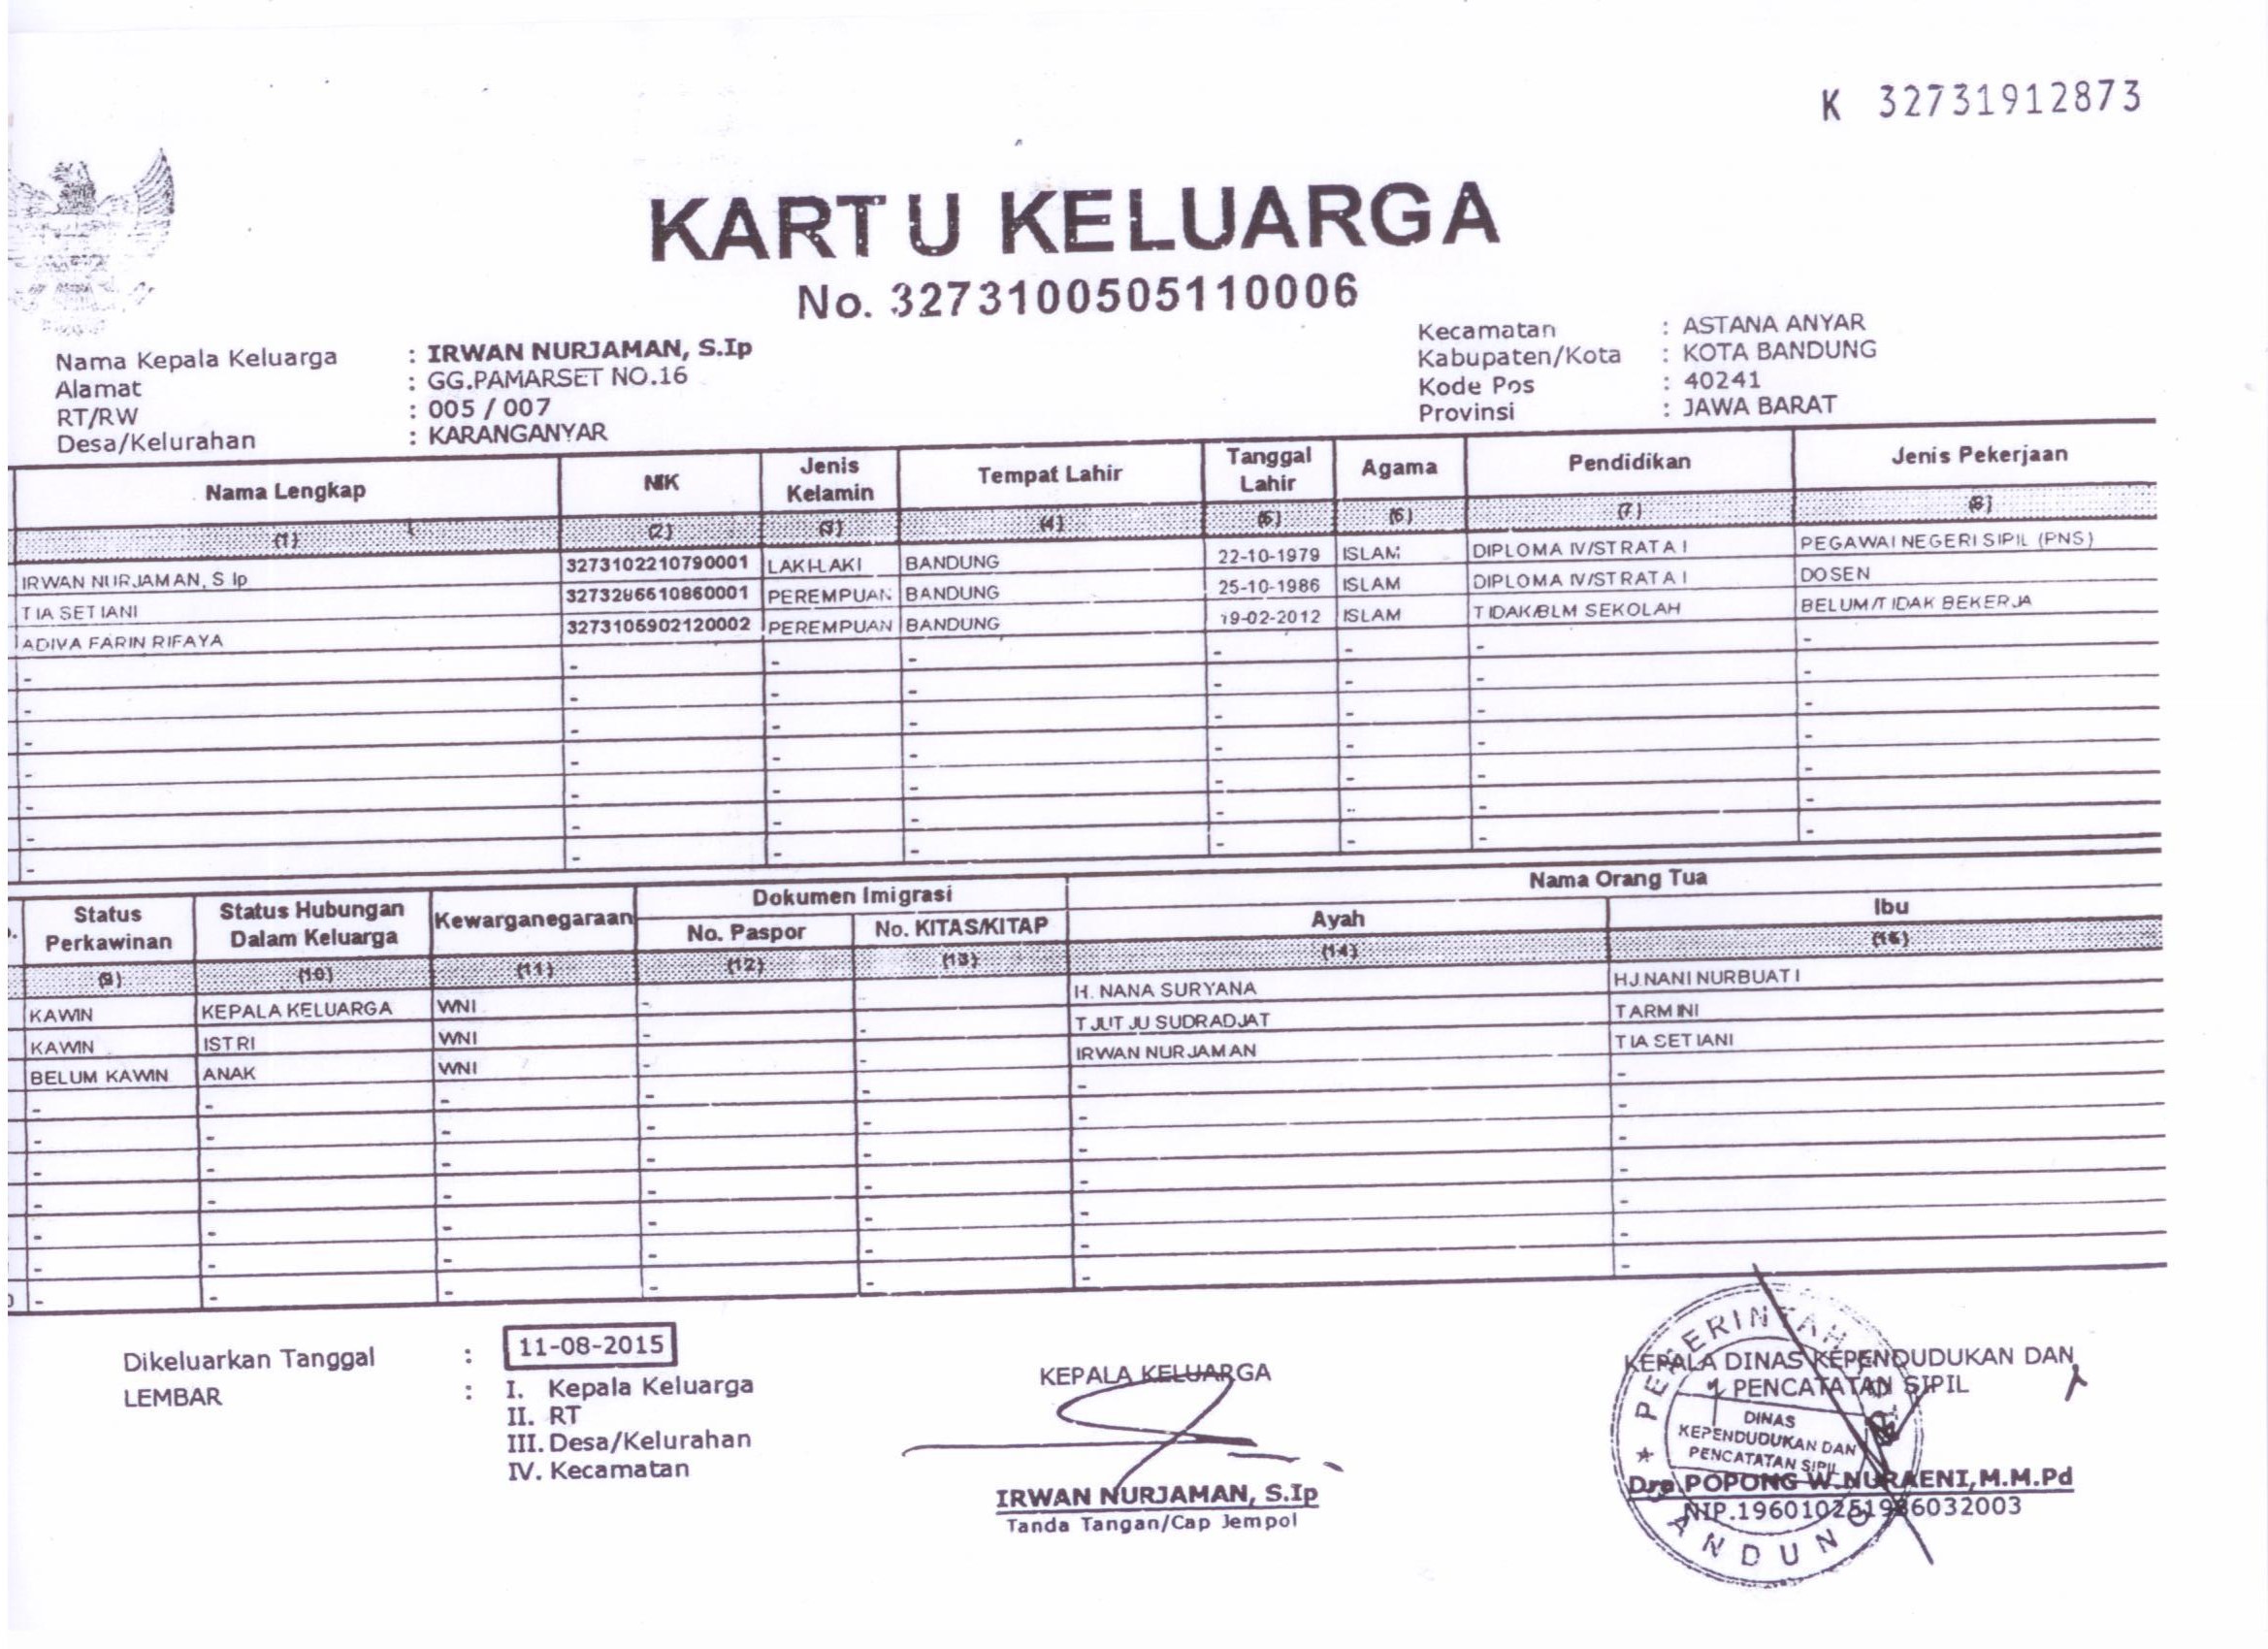 K 32731912873
KARTU KELUARGA
No. 3273100505110006
Nama Kepala Keluarga : IRWAN NURJAMAN, S.Ip
Alamat : GG.PAMARSET NO.16
RT/RW : 005 / 007
Desa/Kelurahan : KARANGANYAR
Kecamatan : ASTANA ANYAR
Kabupaten/Kota : KOTA BANDUNG
Kode Pos : 40241
Provinsi : JAWA BARAT
Nama Lengkap NIK Jenis Kelamin Tempat Lahir Tanggal Lahir Agama Pendidikan Jenis Pekerjaan
(1) (2) (3) (4) (5) (6) (7) (8)
IRWAN NURJAMAN, S Ip 3273102210790001 LAKI-LAKI BANDUNG 22-10-1979 ISLAM DIPLOMA IV/STRATA I PEGAWAI NEGERI SIPIL (PNS)
TIA SETIANI 3273286510860001 PEREMPUAN BANDUNG 25-10-1986 ISLAM DIPLOMA IV/STRATA I DOSEN
ADIVA FARIN RIFAYA 3273105902120002 PEREMPUAN BANDUNG 19-02-2012 ISLAM TIDAK/BLM SEKOLAH BELUM/TIDAK BEKERJA
Status Perkawinan Status Hubungan Dalam Keluarga Kewarganegaraan Dokumen Imigrasi Nama Orang Tua
No. Paspor No. KITAS/KITAP Ayah Ibu
(9) (10) (11) (12) (13) (14) (15)
KAWIN KEPALA KELUARGA WNI - - H. NANA SURYANA HJ.NANI NURBUATI
KAWIN ISTRI WNI - - TJUTJU SUDRADJAT TARMINI
BELUM KAWIN ANAK WNI - - IRWAN NURJAMAN TIA SETIANI
Dikeluarkan Tanggal : 11-08-2015
LEMBAR : I. Kepala Keluarga
II. RT
III. Desa/Kelurahan
IV. Kecamatan
KEPALA KELUARGA
IRWAN NURJAMAN, S.Ip
Tanda Tangan/Cap Jempol
KEPALA DINAS KEPENDUDUKAN DAN
PENCATATAN SIPIL
PEMERINTAH
DINAS
KEPENDUDUKAN DAN
PENCATATAN SIPIL
BANDUNG
Dra.POPONG W.NURAENI,M.M.Pd
NIP.196010251986032003